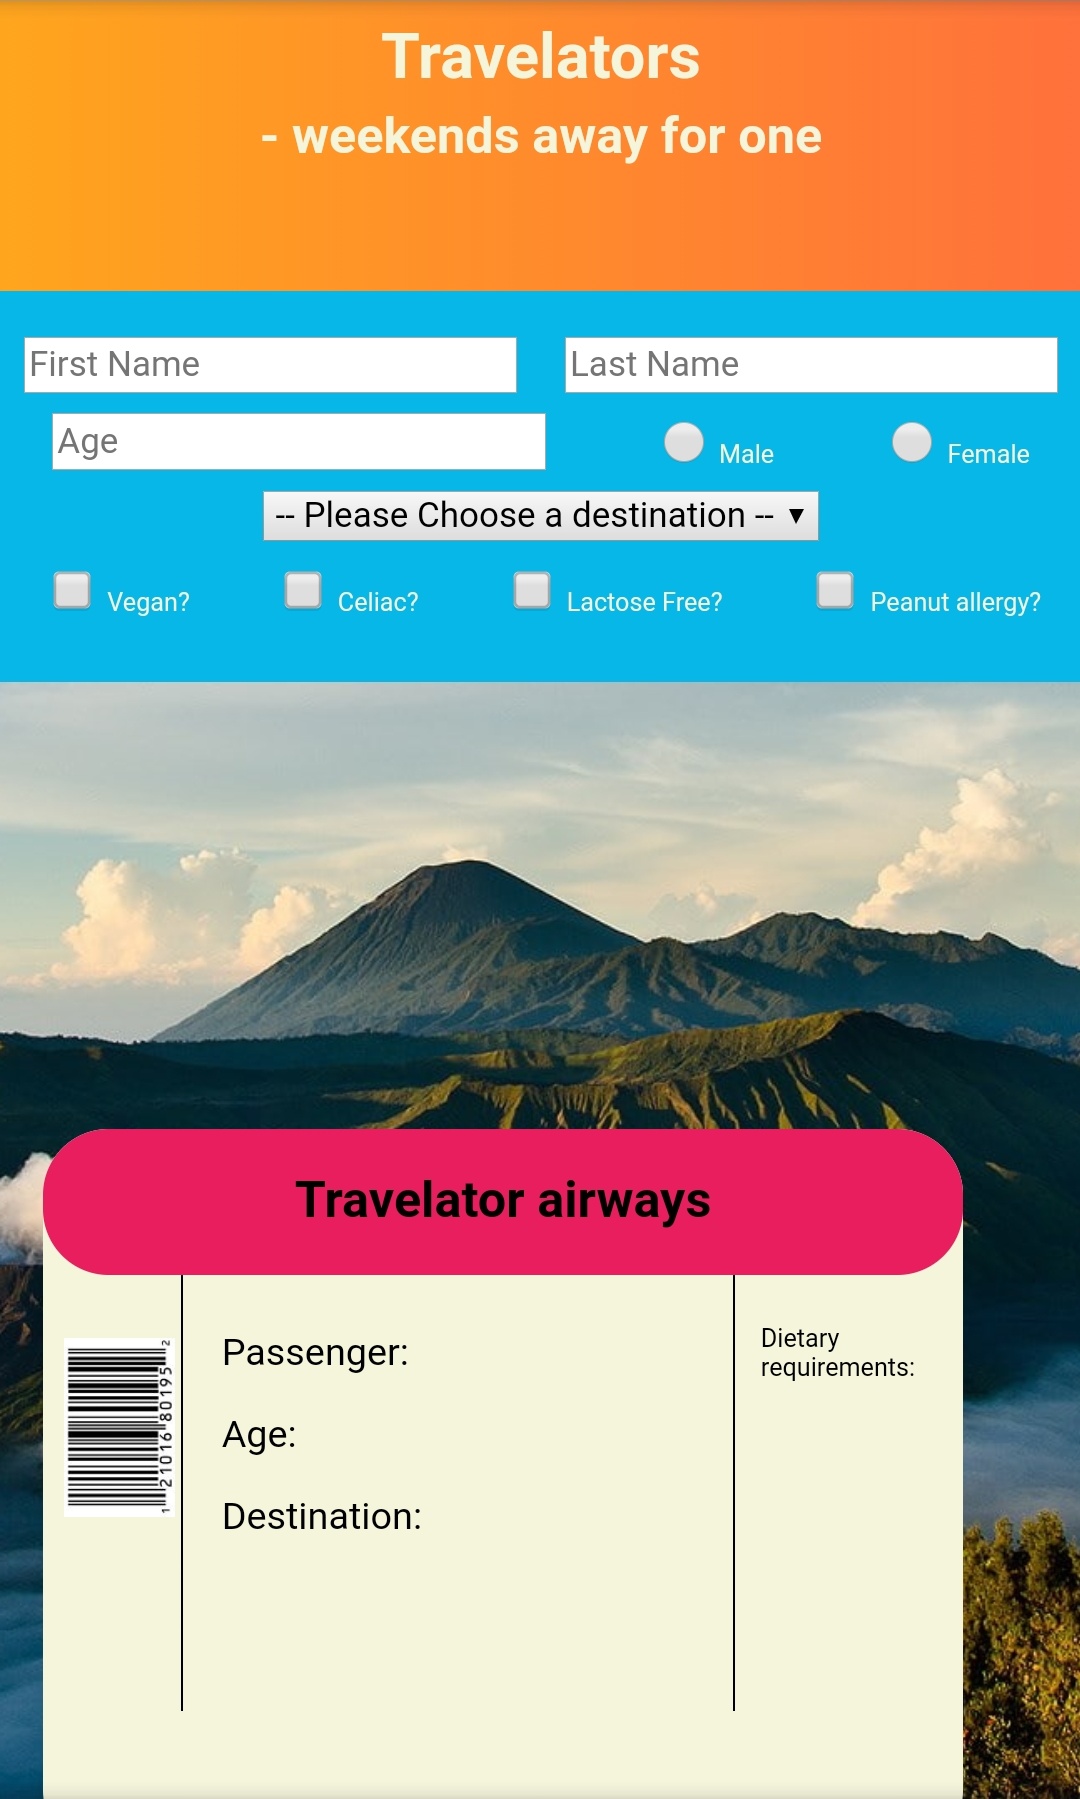 Travelators
- weekends away for one
First Name
Last Name
Age
Male
Female
-- Please Choose a destination -- ▼
Vegan?
Celiac?
Lactose Free?
Peanut allergy?
Travelator airways
1 21016 80195 2
Passenger:
Age:
Destination:
Dietary
requirements: